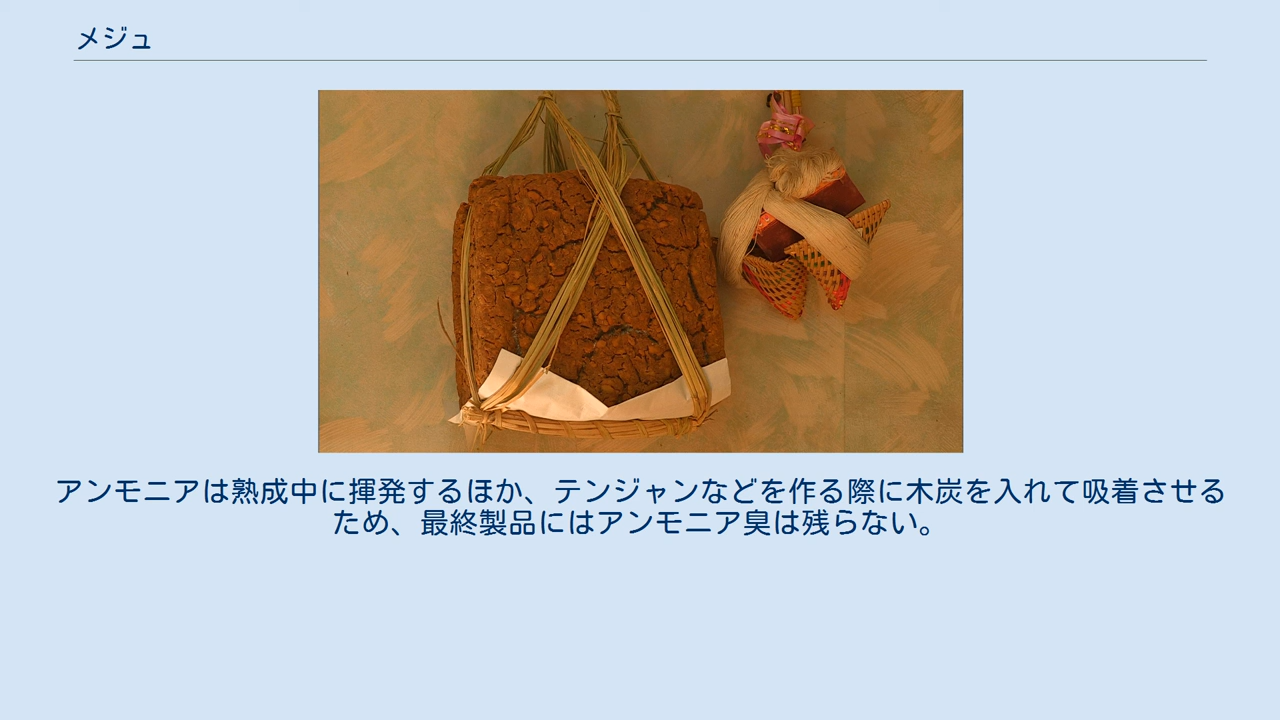 メジュ
アンモニアは熟成中に揮発するほか、テンジャンなどを作る際に木炭を入れて吸着させる
ため、最終製品にはアンモニア臭は残らない。